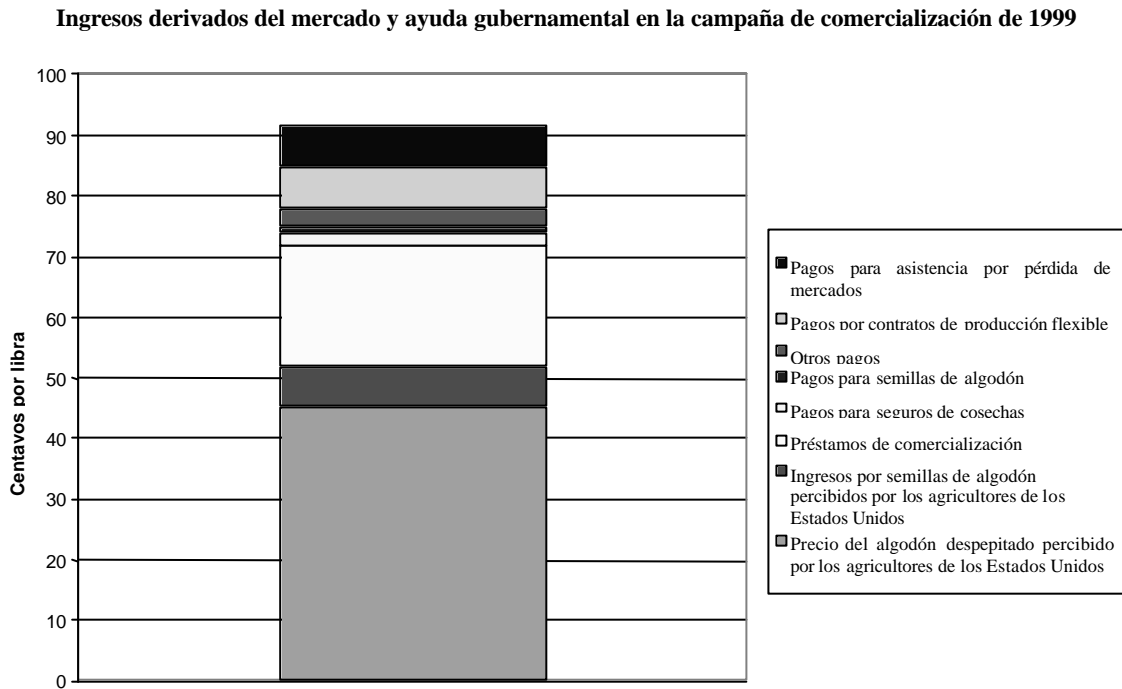 Ingresos derivados del mercado y ayuda gubernamental en la campaña de comercialización de 1999
100
90
80
70
60
50
40
30
20
10
0
Centavos por libra
Pagos para asistencia por pérdida de
mercados
Pagos por contratos de producción flexible
Otros pagos
Pagos para semillas de algodón
Pagos para seguros de cosechas
Préstamos de comercialización
Ingresos por semillas de algodón
percibidos por los agricultores de los
Estados Unidos
Precio del algodón despepitado percibido
por los agricultores de los Estados Unidos